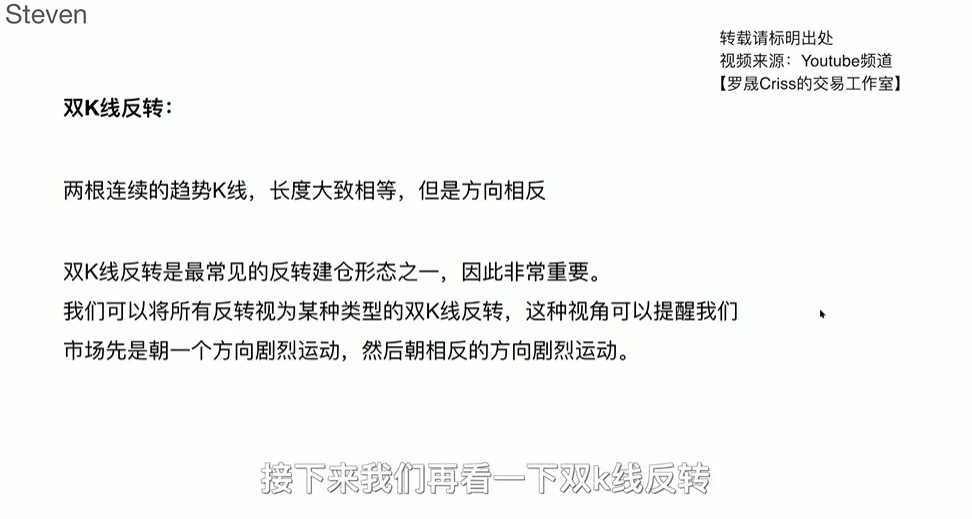 Steven
转载请标明出处
视频来源：Youtube频道
【罗晟Criss的交易工作室】
双K线反转：
两根连续的趋势K线，长度大致相等，但是方向相反
双K线反转是最常见的反转建仓形态之一，因此非常重要。
我们可以将所有反转视为某种类型的双K线反转，这种视角可以提醒我们
市场先是朝一个方向剧烈运动，然后朝相反的方向剧烈运动。
接下来我们再看一下双k线反转